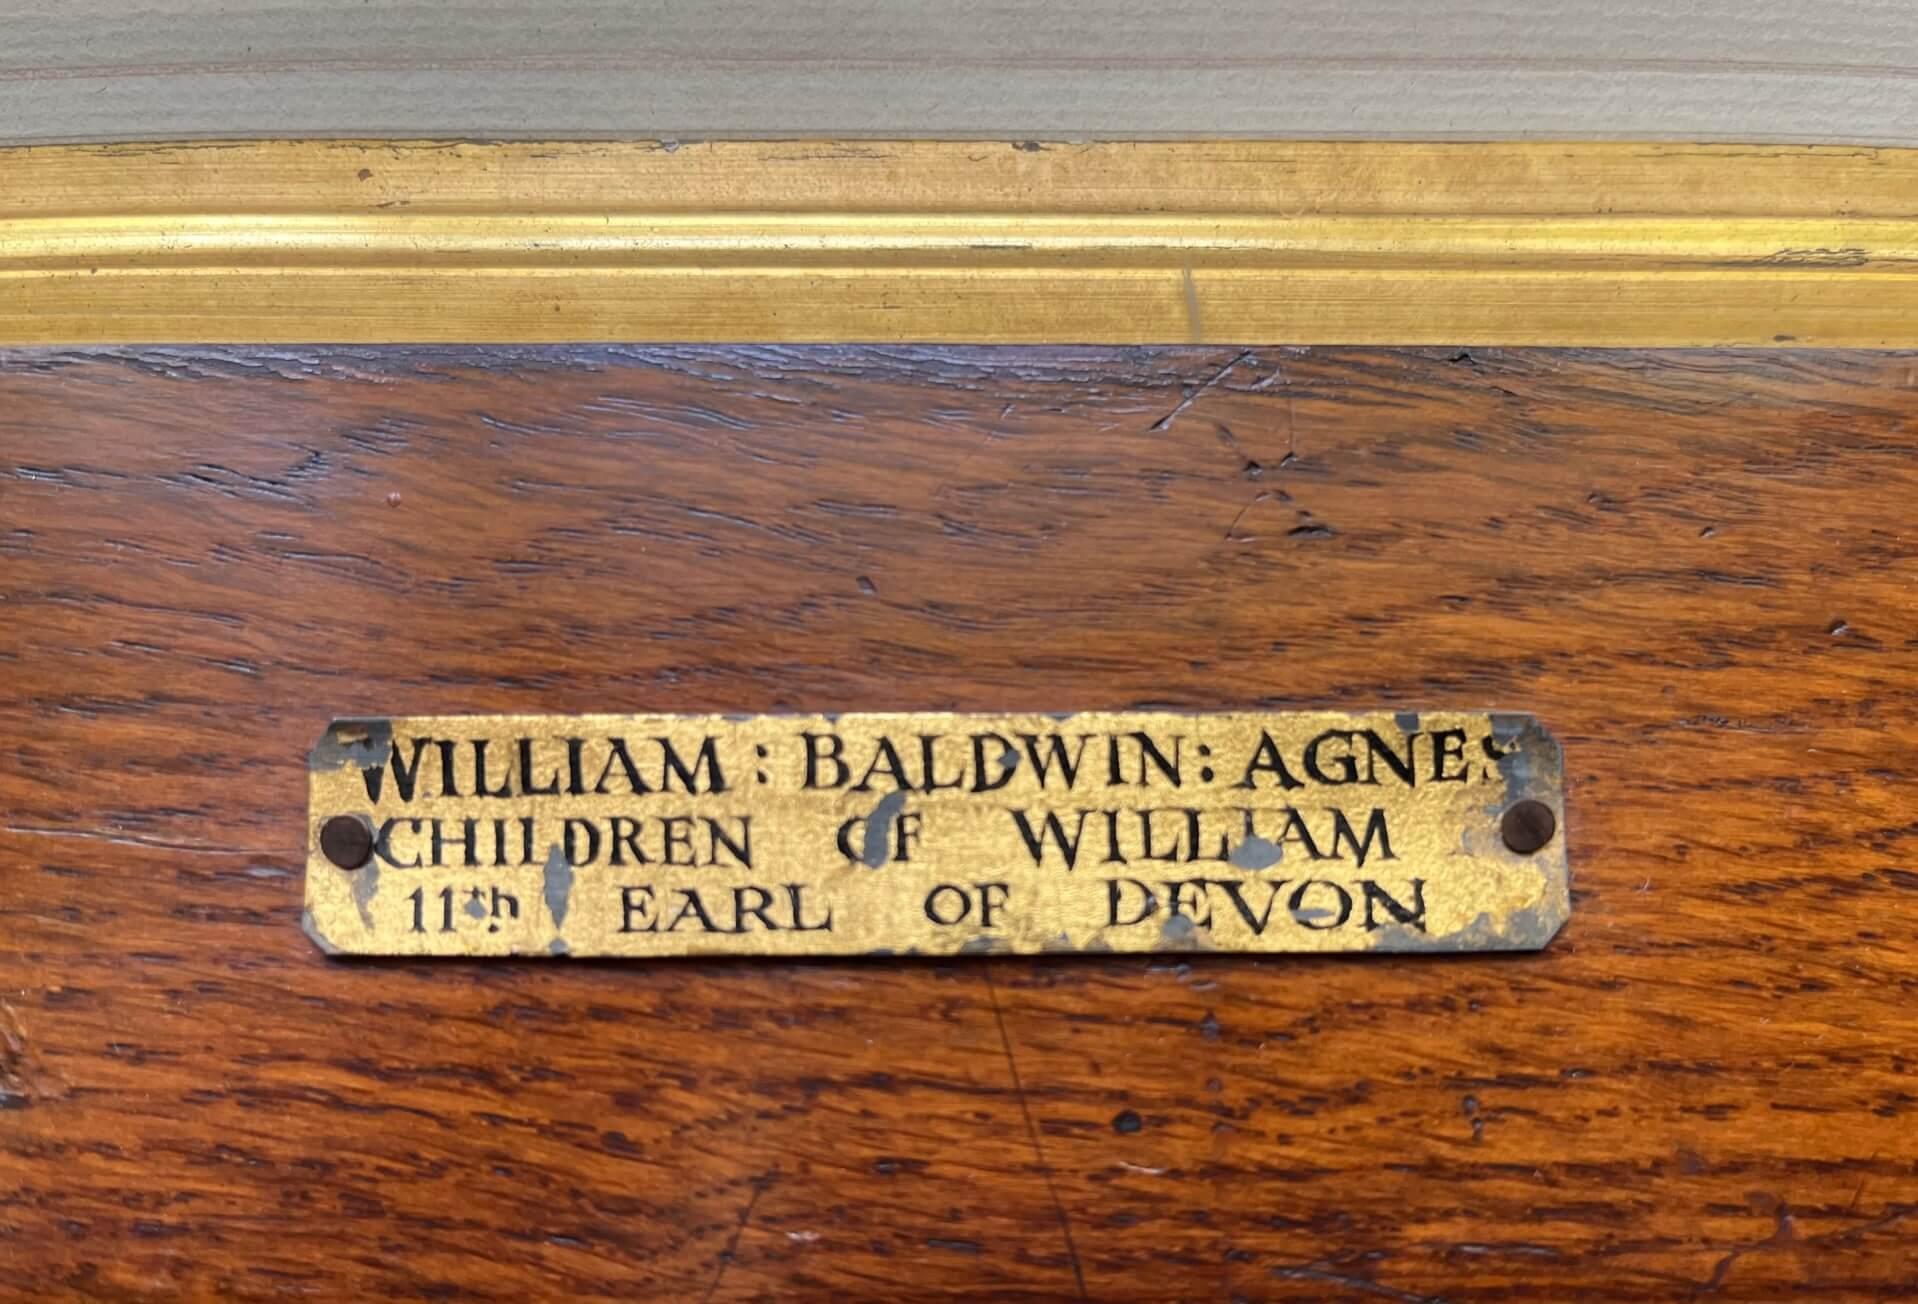 WILLIAM : BALDWIN : AGNES
CHILDREN OF WILLIAM
11th EARL OF DEVON